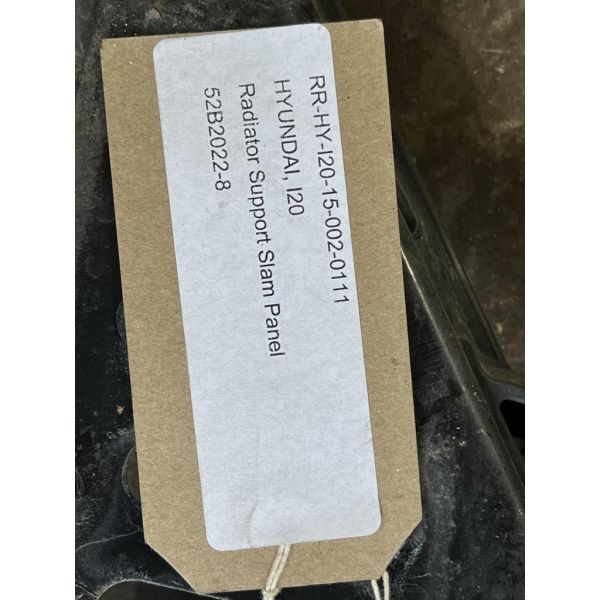 RR-HY-I20-15-002-0111
HYUNDAI, I20
Radiator Support Slam Panel
52B2022-8